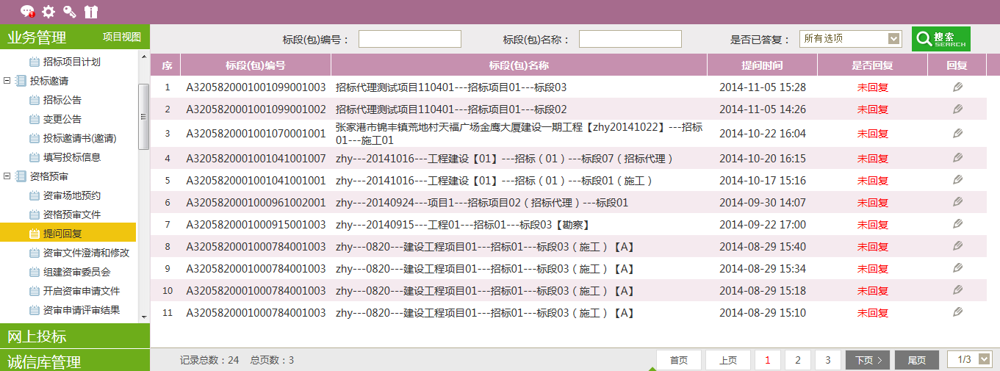 业务管理 项目视图
招标项目计划
投标邀请
招标公告
变更公告
投标邀请书(邀请)
填写投标信息
资格预审
资审场地预约
资格预审文件
提问回复
资审文件澄清和修改
组建资审委员会
开启资审申请文件
资审申请评审结果
网上投标
诚信库管理
标段(包)编号： 标段(包)名称： 是否已答复： 所有选项 搜索 SEARCH
序 标段(包)编号 标段(包)名称 提问时间 是否回复 回复
1 A3205820001001099001003 招标代理测试项目110401---招标项目01---标段03 2014-11-05 15:28 未回复
2 A3205820001001099001002 招标代理测试项目110401---招标项目01---标段02 2014-11-05 14:26 未回复
3 A3205820001001070001001 张家港市锦丰镇荒地村天福广场金鹰大厦建设一期工程【zhy20141022】---招标
01---施工01 2014-10-22 16:04 未回复
4 A3205820001001041001007 zhy---20141016---工程建设【01】---招标（01）---标段07（招标代理） 2014-10-20 16:15 未回复
5 A3205820001001041001001 zhy---20141016---工程建设【01】---招标（01）---标段01（施工） 2014-10-17 15:16 未回复
6 A3205820001000961002001 zhy---20140924---项目1---招标项目02（招标代理）---标段01 2014-09-30 14:07 未回复
7 A3205820001000915001003 zhy---20140915---工程01---招标01---标段03【勘察】 2014-09-22 17:00 未回复
8 A3205820001000784001003 zhy---0820---建设工程项目01---招标01---标段03（施工）【A】 2014-08-29 15:40 未回复
9 A3205820001000784001003 zhy---0820---建设工程项目01---招标01---标段03（施工）【A】 2014-08-29 15:34 未回复
10 A3205820001000784001003 zhy---0820---建设工程项目01---招标01---标段03（施工）【A】 2014-08-29 15:18 未回复
11 A3205820001000784001003 zhy---0820---建设工程项目01---招标01---标段03（施工）【A】 2014-08-29 15:10 未回复
记录总数：24 总页数：3 首页 上页 1 2 3 下页 尾页 1/3